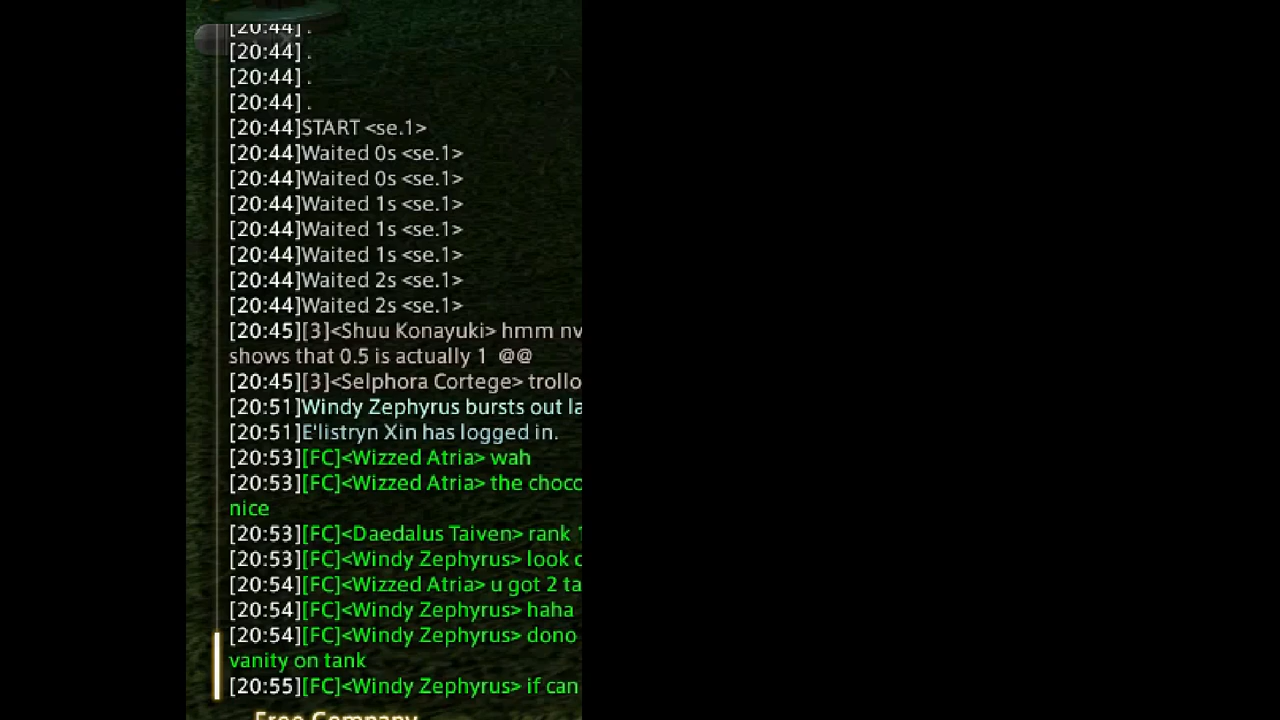 [20:44] .
[20:44] .
[20:44] .
[20:44] .
[20:44]START <se.1>
[20:44]Waited 0s <se.1>
[20:44]Waited 0s <se.1>
[20:44]Waited 1s <se.1>
[20:44]Waited 1s <se.1>
[20:44]Waited 1s <se.1>
[20:44]Waited 2s <se.1>
[20:44]Waited 2s <se.1>
[20:45][3]<Shuu Konayuki> hmm nv
shows that 0.5 is actually 1 @@
[20:45][3]<Selphora Cortege> trollo
[20:51]Windy Zephyrus bursts out la
[20:51]E'listryn Xin has logged in.
[20:53][FC]<Wizzed Atria> wah
[20:53][FC]<Wizzed Atria> the choco
nice
[20:53][FC]<Daedalus Taiven> rank 1
[20:53][FC]<Windy Zephyrus> look
[20:54][FC]<Wizzed Atria> u got 2 ta
[20:54][FC]<Windy Zephyrus> haha
[20:54][FC]<Windy Zephyrus> dono
vanity on tank
[20:55][FC]<Windy Zephyrus> if can
Free Company